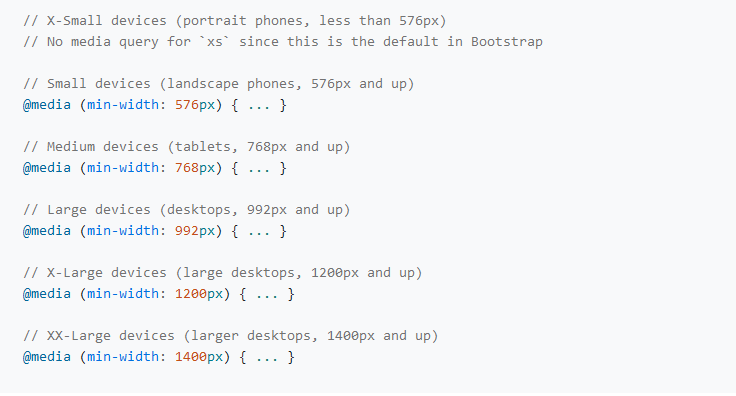 // X-Small devices (portrait phones, less than 576px)
// No media query for `xs` since this is the default in Bootstrap
// Small devices (landscape phones, 576px and up)
@media (min-width: 576px) { ... }
// Medium devices (tablets, 768px and up)
@media (min-width: 768px) { ... }
// Large devices (desktops, 992px and up)
@media (min-width: 992px) { ... }
// X-Large devices (large desktops, 1200px and up)
@media (min-width: 1200px) { ... }
// XX-Large devices (larger desktops, 1400px and up)
@media (min-width: 1400px) { ... }